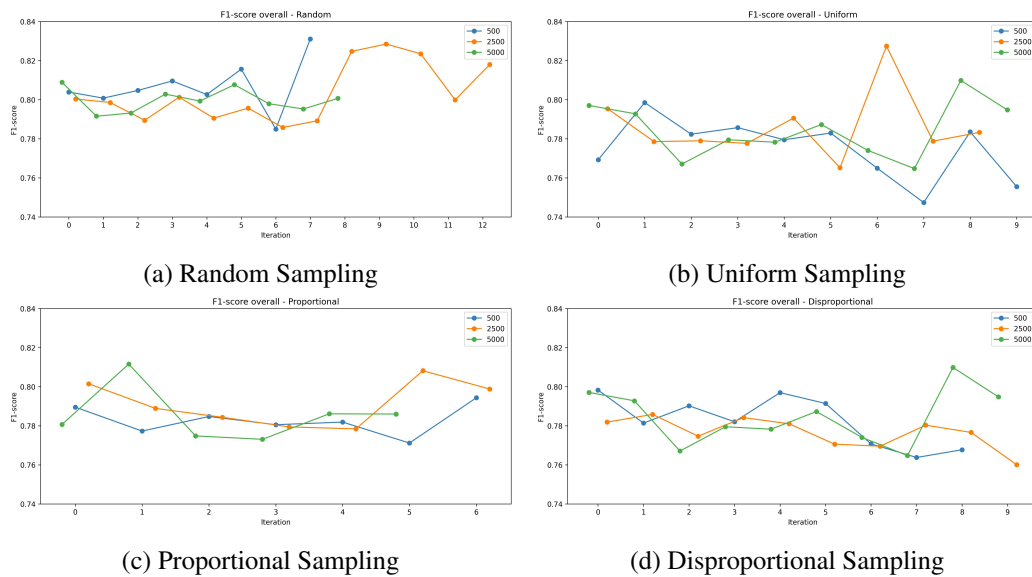 F1-score overall - Random
0.84
0.82
0.80
0.78
0.76
0.74
F1-score
500
2500
5000
0 1 2 3 4 5 6 7 8 9 10 11 12
Iteration
(a) Random Sampling
F1-score overall - Uniform
0.84
0.82
0.80
0.78
0.76
0.74
F1-score
500
2500
5000
0 1 2 3 4 5 6 7 8 9
Iteration
(b) Uniform Sampling
F1-score overall - Proportional
0.84
0.82
0.80
0.78
0.76
0.74
F1-score
500
2500
5000
0 1 2 3 4 5 6
Iteration
(c) Proportional Sampling
F1-score overall - Disproportional
0.84
0.82
0.80
0.78
0.76
0.74
F1-score
500
2500
5000
0 1 2 3 4 5 6 7 8 9
Iteration
(d) Disproportional Sampling